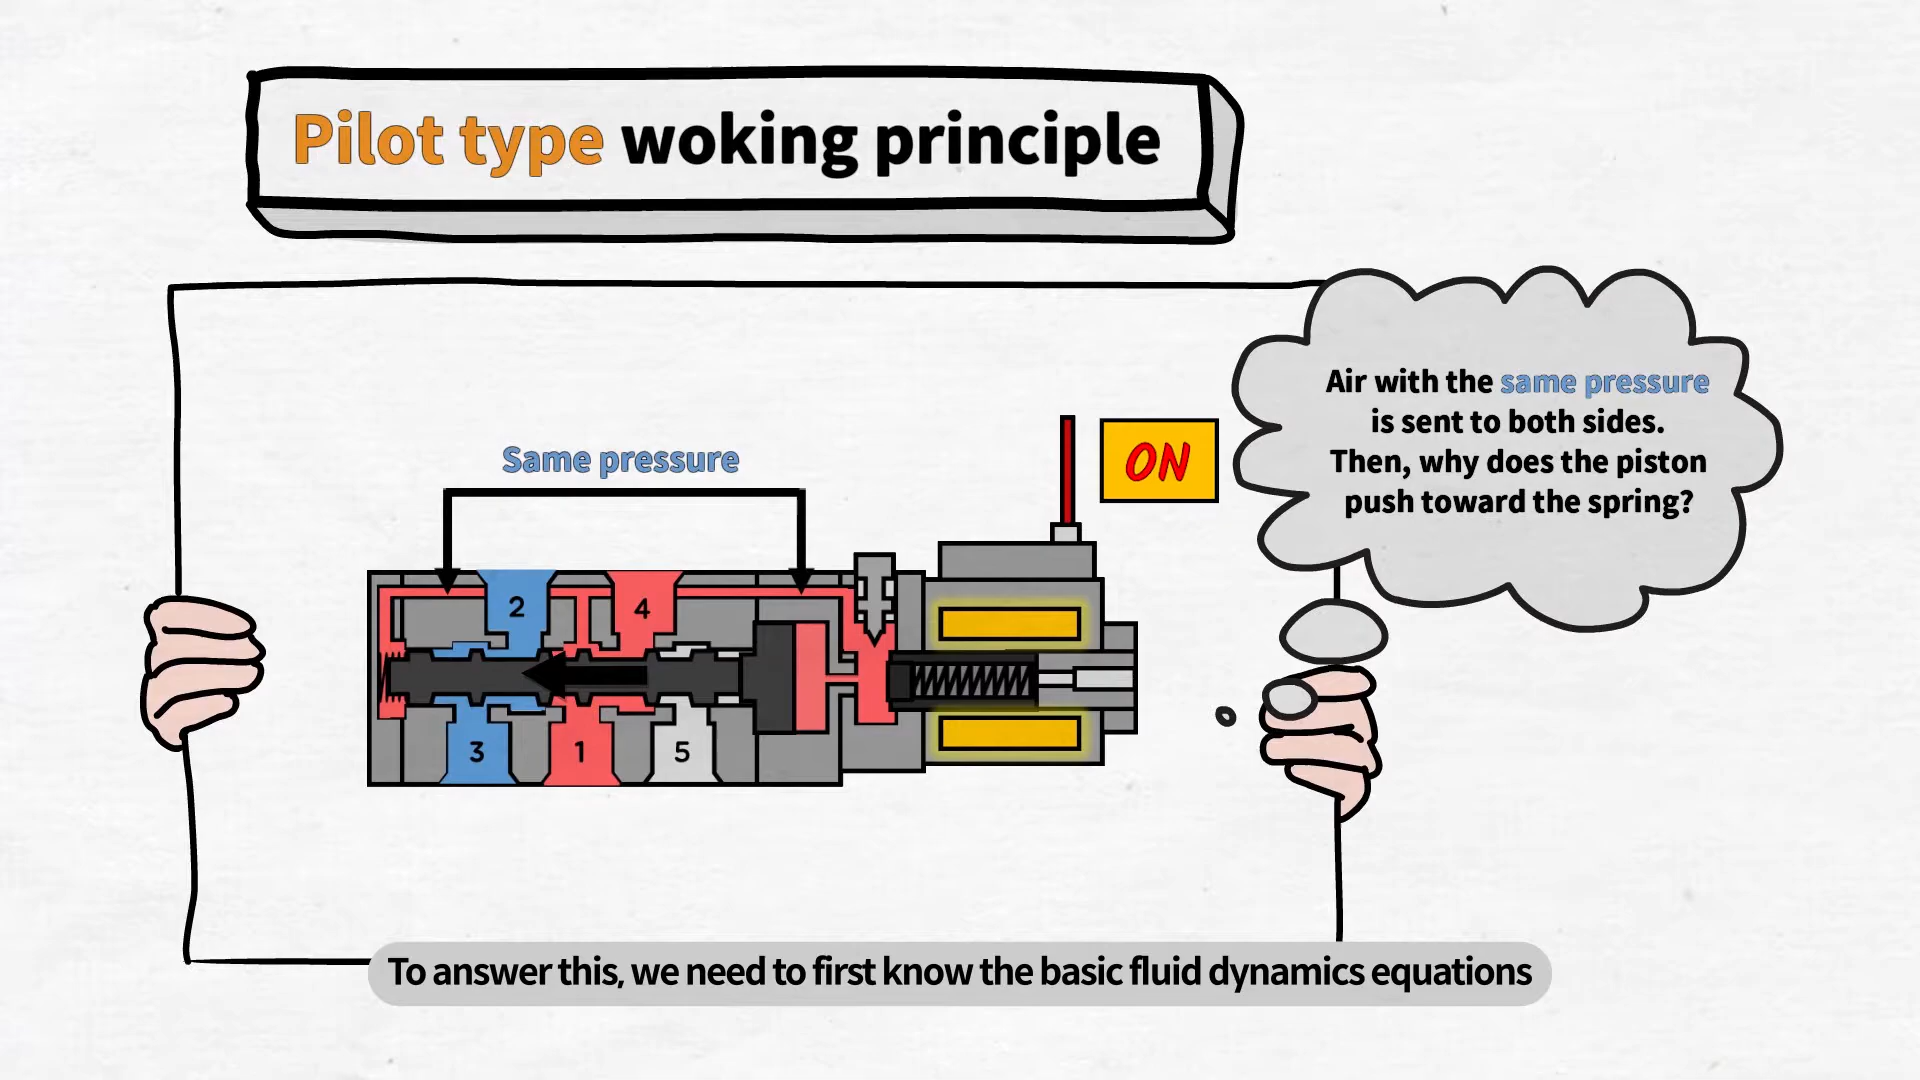 Pilot type woking principle
Air with the same pressure
is sent to both sides.
Then, why does the piston
push toward the spring?
ON
Same pressure
2
4
3
1
5
To answer this, we need to first know the basic fluid dynamics equations